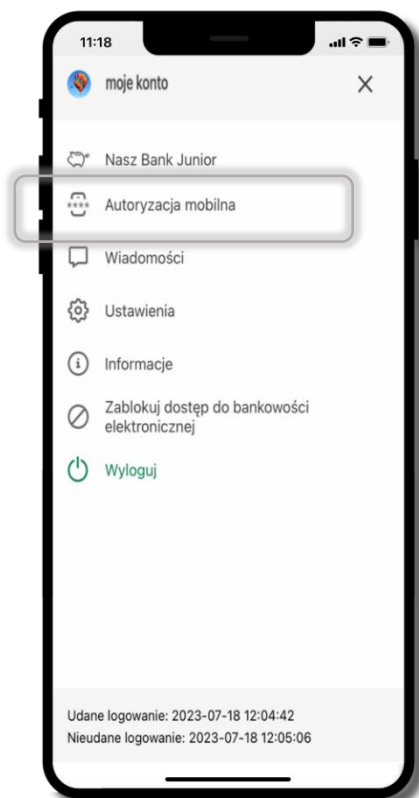 11:18
moje konto
Nasz Bank Junior
****
Autoryzacja mobilna
Wiadomości
Ustawienia
Informacje
Zablokuj dostęp do bankowości
elektronicznej
Wyloguj
Udane logowanie: 2023-07-18 12:04:42
Nieudane logowanie: 2023-07-18 12:05:06